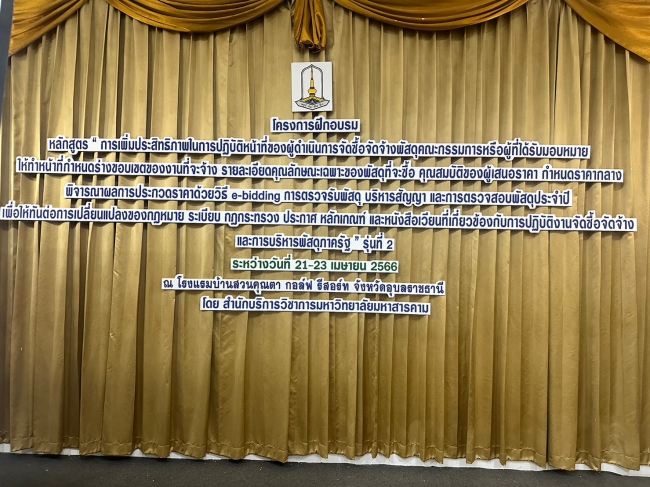 โครงการฝึกอบรม
หลักสูตร " การเพิ่มประสิทธิภาพในการปฏิบัติหน้าที่ของผู้ดำเนินการจัดซื้อจัดจ้างพัสดุคณะกรรมการหรือผู้ที่ได้รับมอบหมาย
ให้ทำหน้าที่กำหนดร่างขอบเขตของงานที่จะจ้าง รายละเอียดคุณลักษณะเฉพาะของพัสดุที่จะซื้อ คุณสมบัติของผู้เสนอราคา กำหนดราคากลาง
พิจารณาผลการประกวดราคาด้วยวิธี e-bidding การตรวจรับพัสดุ บริหารสัญญา และการตรวจสอบพัสดุประจำปี
เพื่อให้ทันต่อการเปลี่ยนแปลงของกฎหมาย ระเบียบ กฎกระทรวง ประกาศ หลักเกณฑ์ และหนังสือเวียนที่เกี่ยวข้องกับการปฏิบัติงานจัดซื้อจัดจ้าง
และการบริหารพัสดุภาครัฐ " รุ่นที่ 2
ระหว่างวันที่ 21-23 เมษายน 2566
ณ โรงแรมบ้านสวนคุณตา กอล์ฟ รีสอร์ท จังหวัดอุบลราชธานี
โดย สำนักบริการวิชาการมหาวิทยาลัยมหาสารคาม